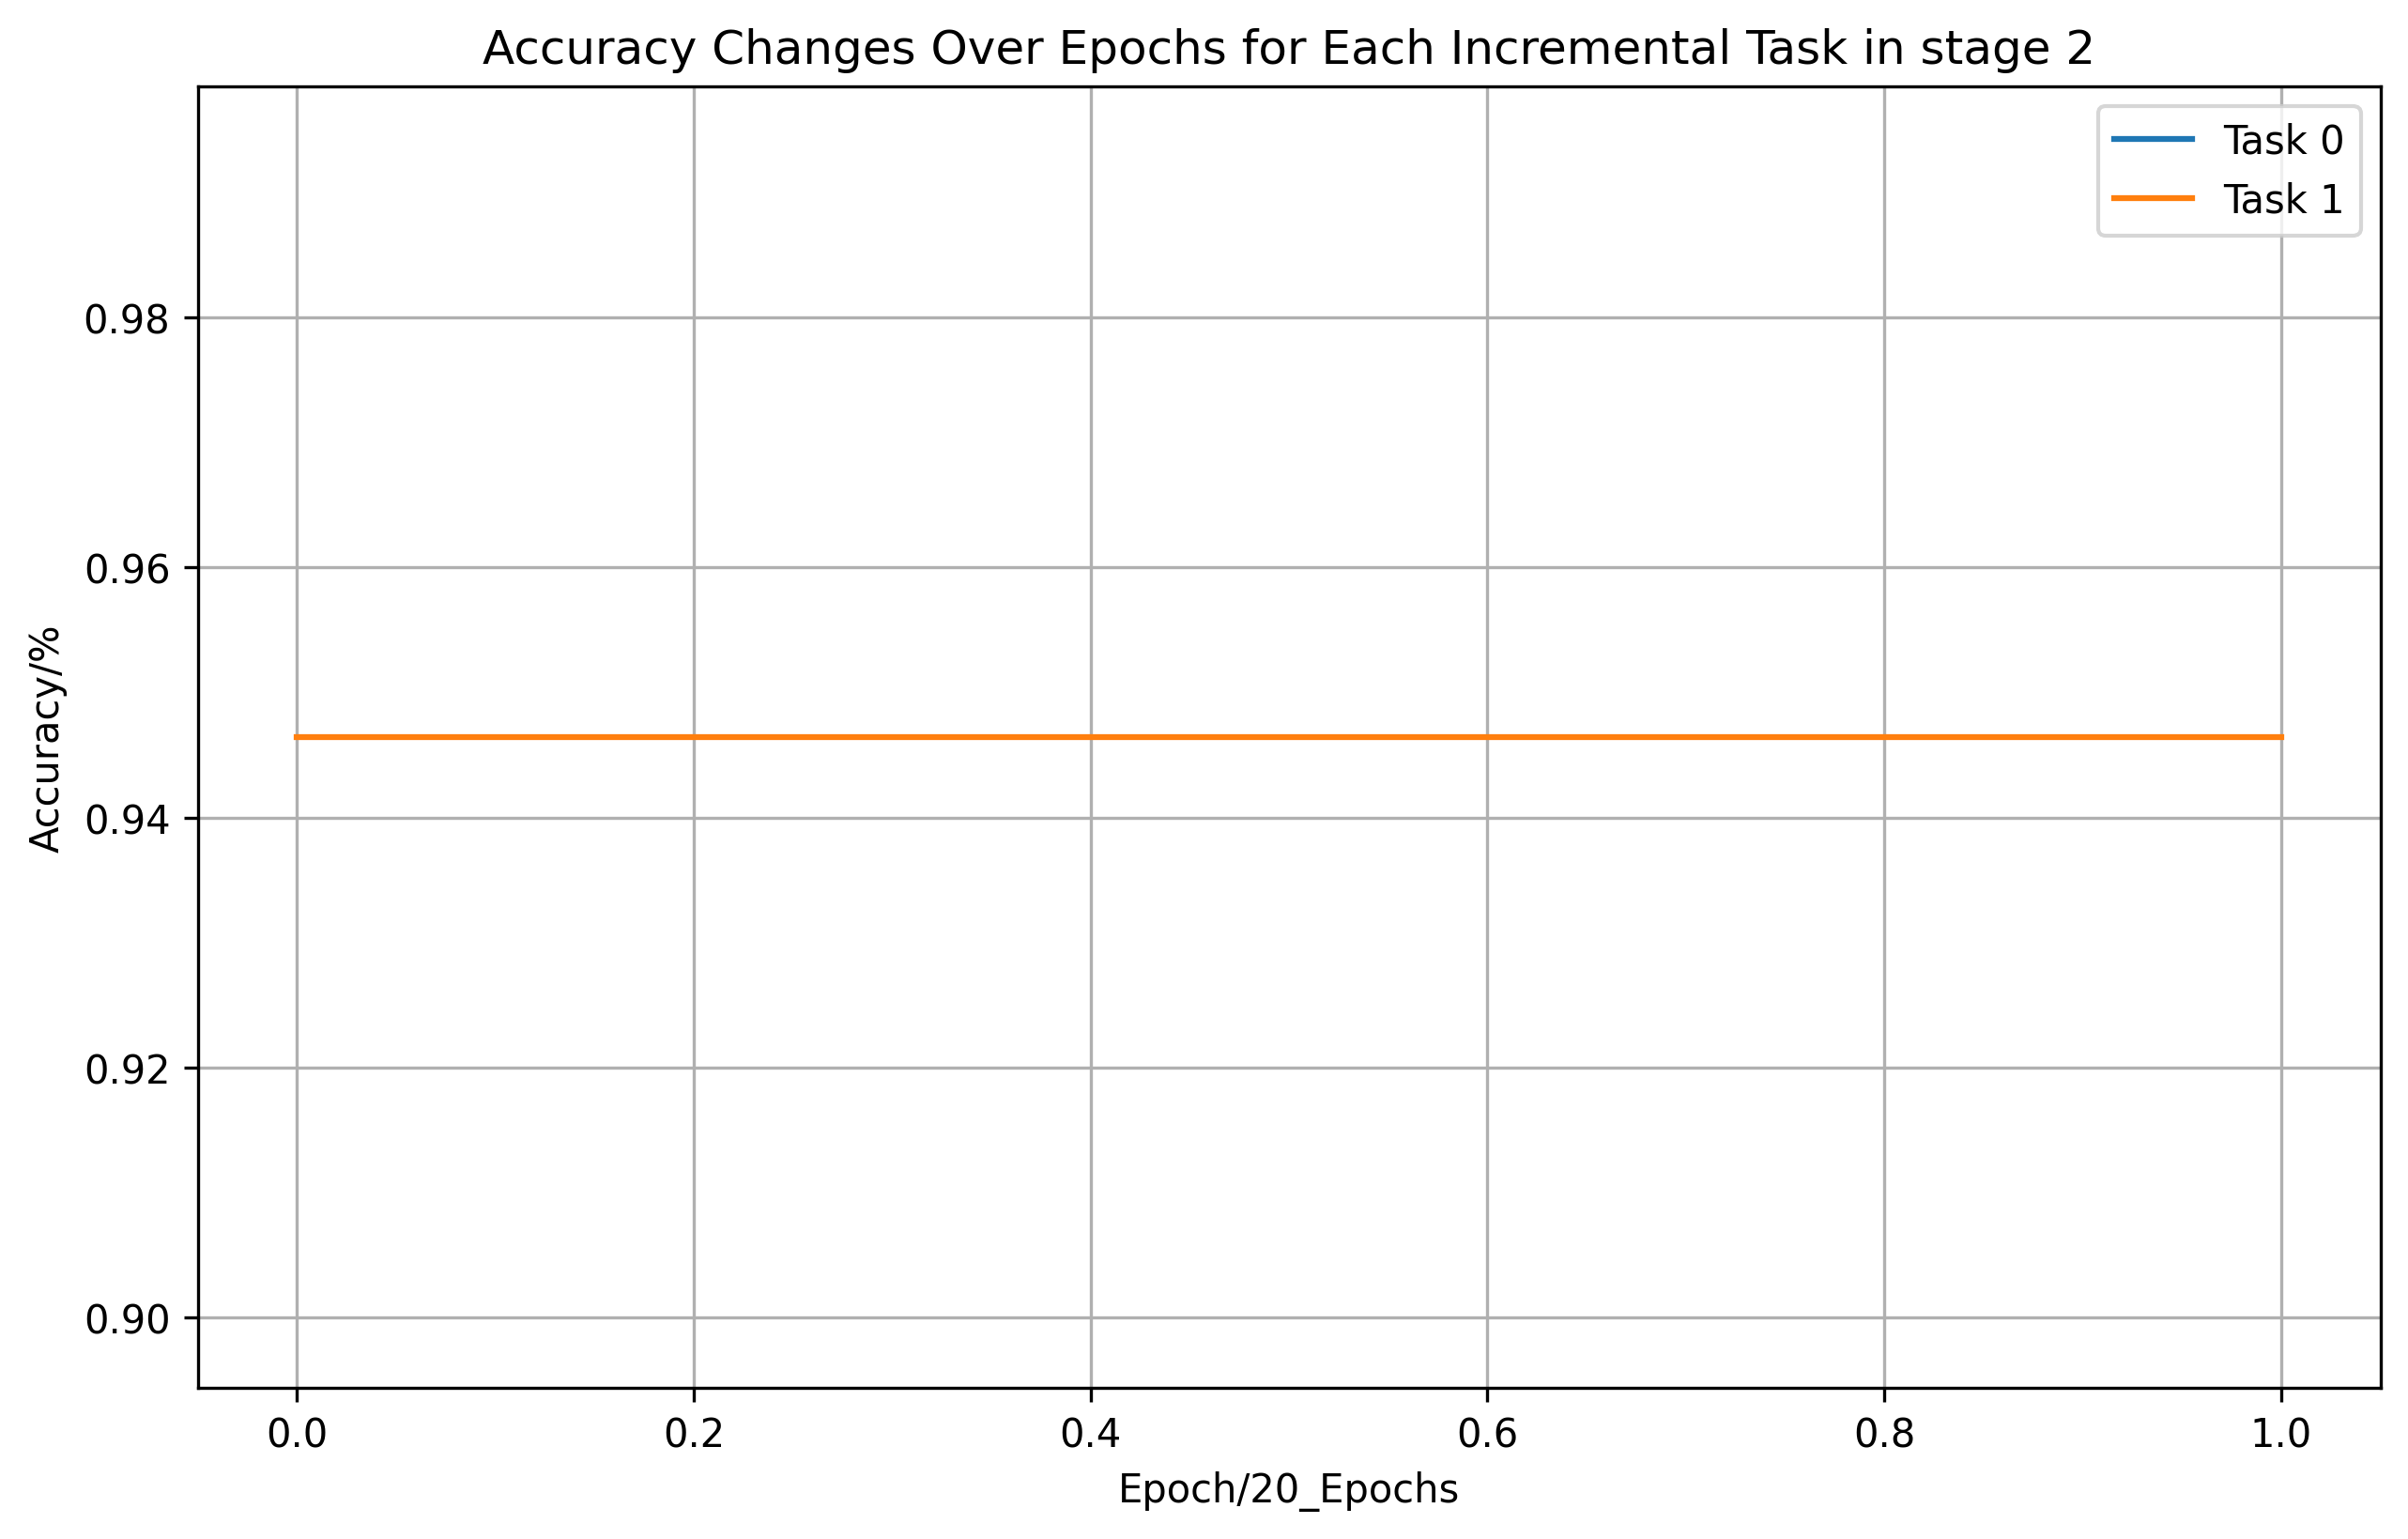 Accuracy Changes Over Epochs for Each Incremental Task in stage 2
Task 0
Task 1
0.98
0.96
0.94
0.92
0.90
Accuracy/%
0.0 0.2 0.4 0.6 0.8 1.0
Epoch/20_Epochs